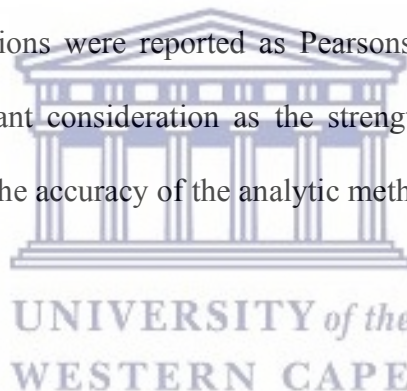 ions were reported as Pearsons
ant consideration as the streng
he accuracy of the analytic meth
UNIVERSITY of the
WESTERN CAPE